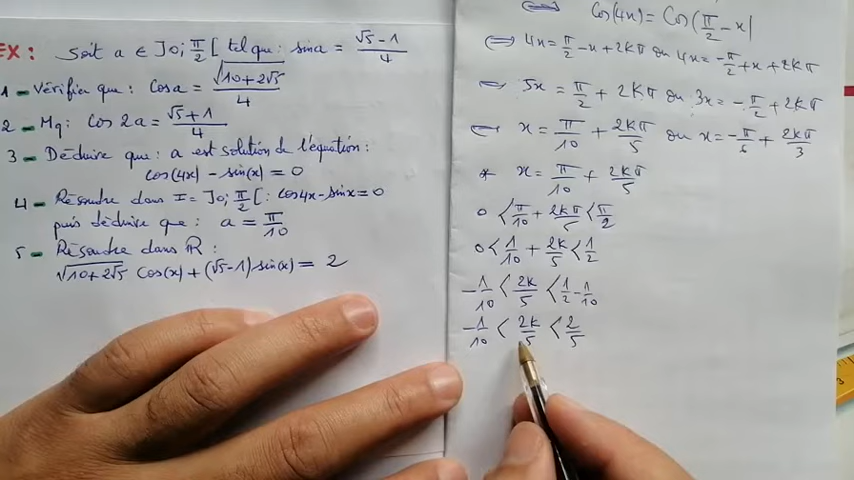 EX : Soit a ∈ ]0; π/2[ tel que: sin a = (√5 - 1)/4
1 - Vérifia que: cos a = √(10+2√5)/4
2 - Mq: cos 2a = (√5 + 1)/4
3 - Déduire que: a est solution de l'équation:
cos(4x) - sin(x) = 0
4 - Résoudre dans I = ]0; π/2[ : cos4x - sinx = 0
puis déduire que: a = π/10
5 - Résoudre dans ℝ :
√(10+2√5) cos(x) + (√5-1) sin(x) = 2
⟺ cos(4x) = cos(π/2 - x)
⟺ 4x = π/2 - x + 2kπ ou 4x = -π/2 + x + 2kπ
⟺ 5x = π/2 + 2kπ ou 3x = -π/2 + 2kπ
⟺ x = π/10 + 2kπ/5 ou x = -π/6 + 2kπ/3
* x = π/10 + 2kπ/5
0 < π/10 + 2kπ/5 < π/2
0 < 1/10 + 2k/5 < 1/2
-1/10 < 2k/5 < 1/2 - 1/10
-1/10 < 2k/5 < 2/5